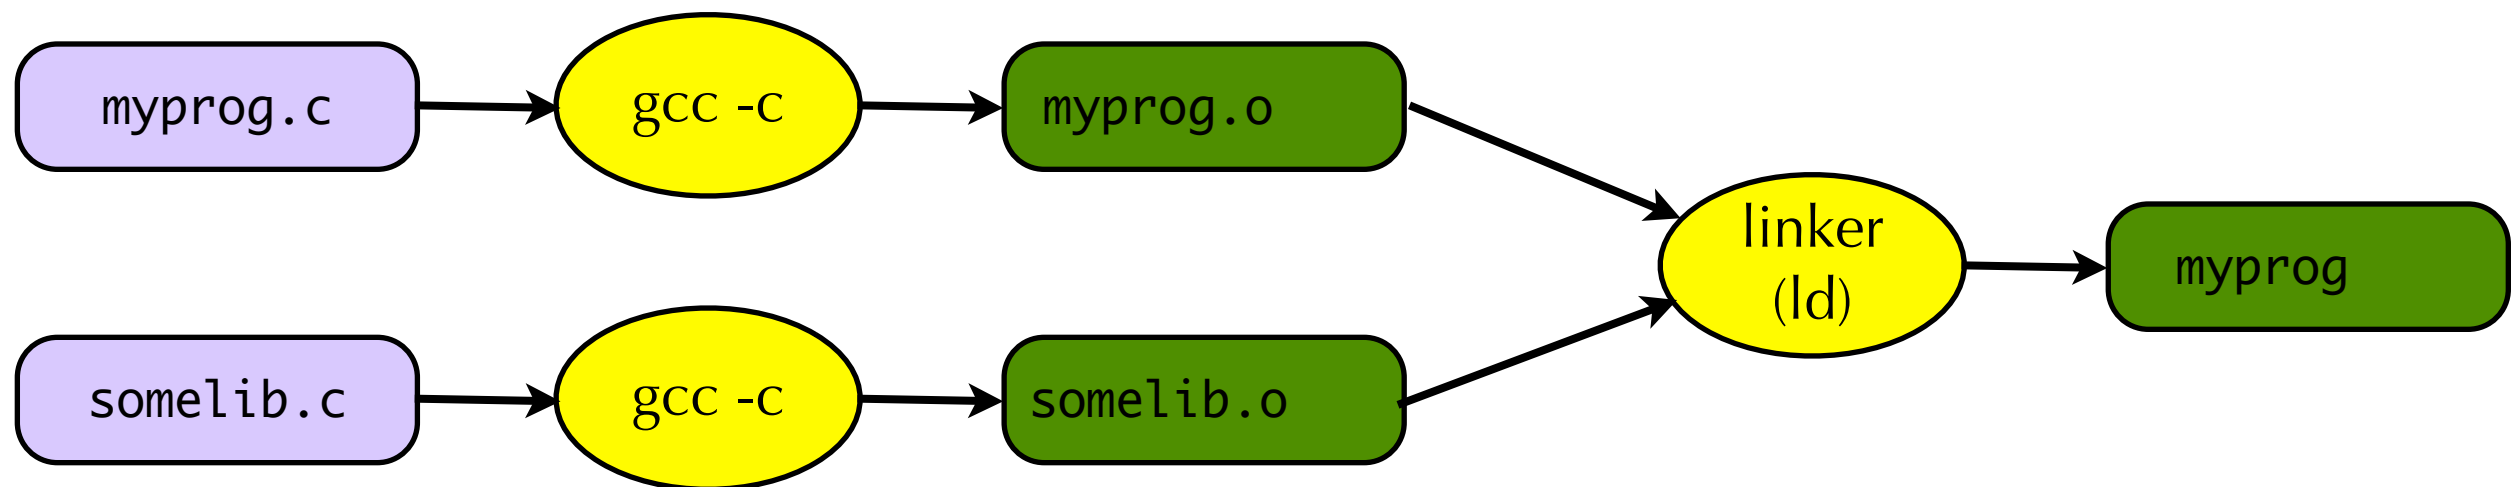 myprog.c
gcc -c
myprog.o
somelib.c
gcc -c
somelib.o
linker
(ld)
myprog